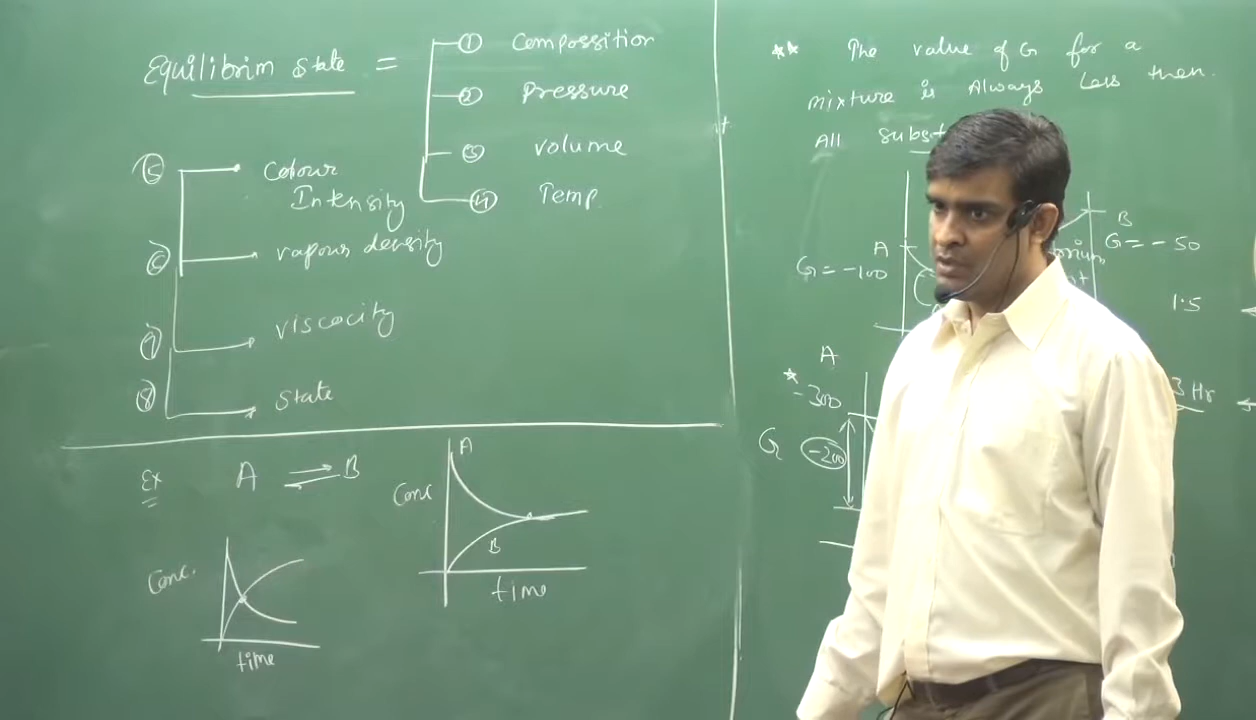 Equilibrim state =
① Compossition
② Pressure
③ volume
④ Temp.
⑤ Colour
Intensity
⑥ vapour density
⑦ viscocity
⑧ State
Ex A ⇌ B
Conc.
time
Conc
A
B
time
** The value of G for a
mixture is Always Less then
All
A
G = -100
B
G = -50
1.5
A
* -300
G -200
3 Hr